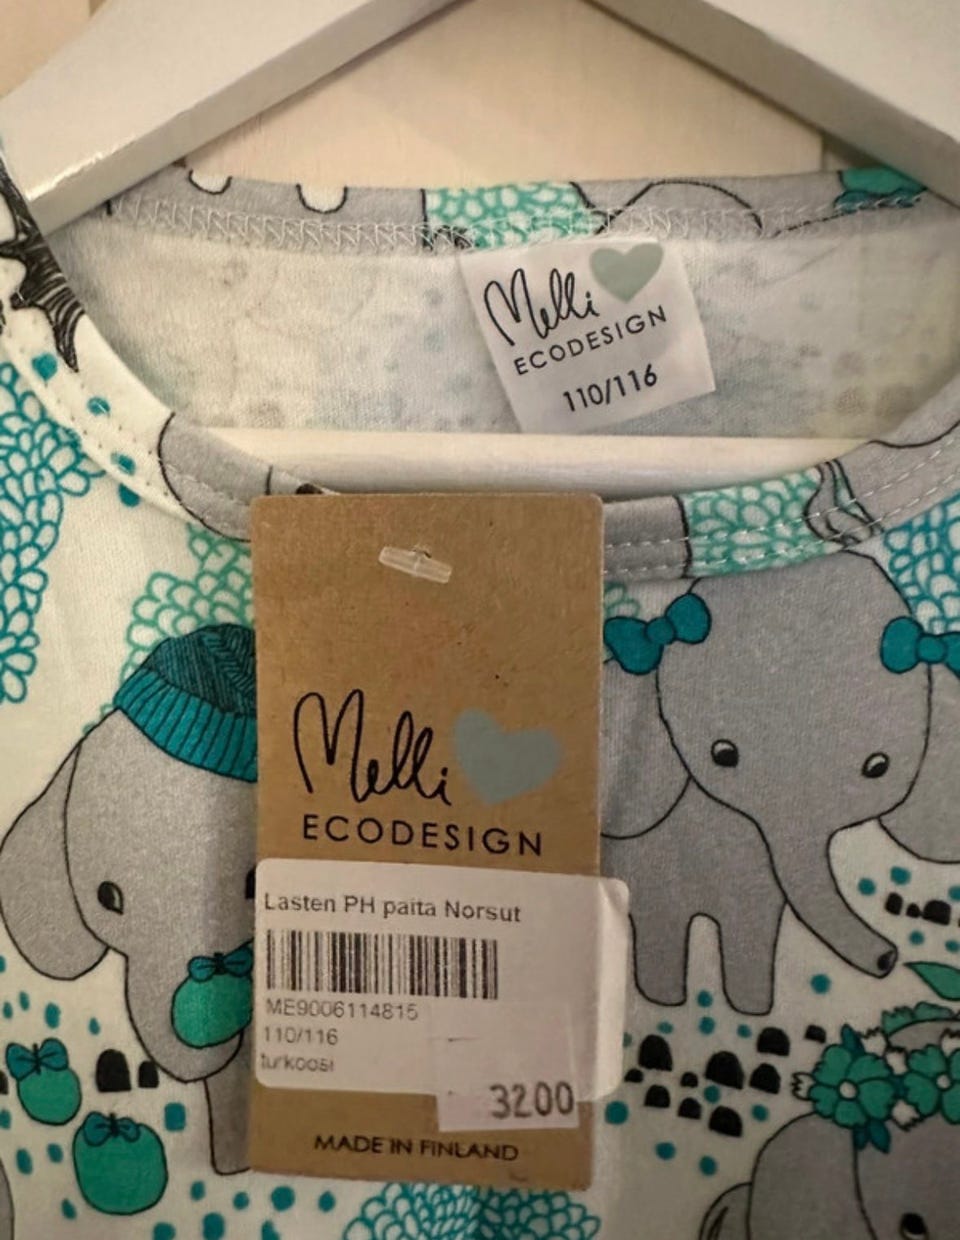 Melli
ECODESIGN
110/116
Melli
ECODESIGN
Lasten PH paita Norsut
ME9006114815
110/116
turkoosi
3200
MADE IN FINLAND